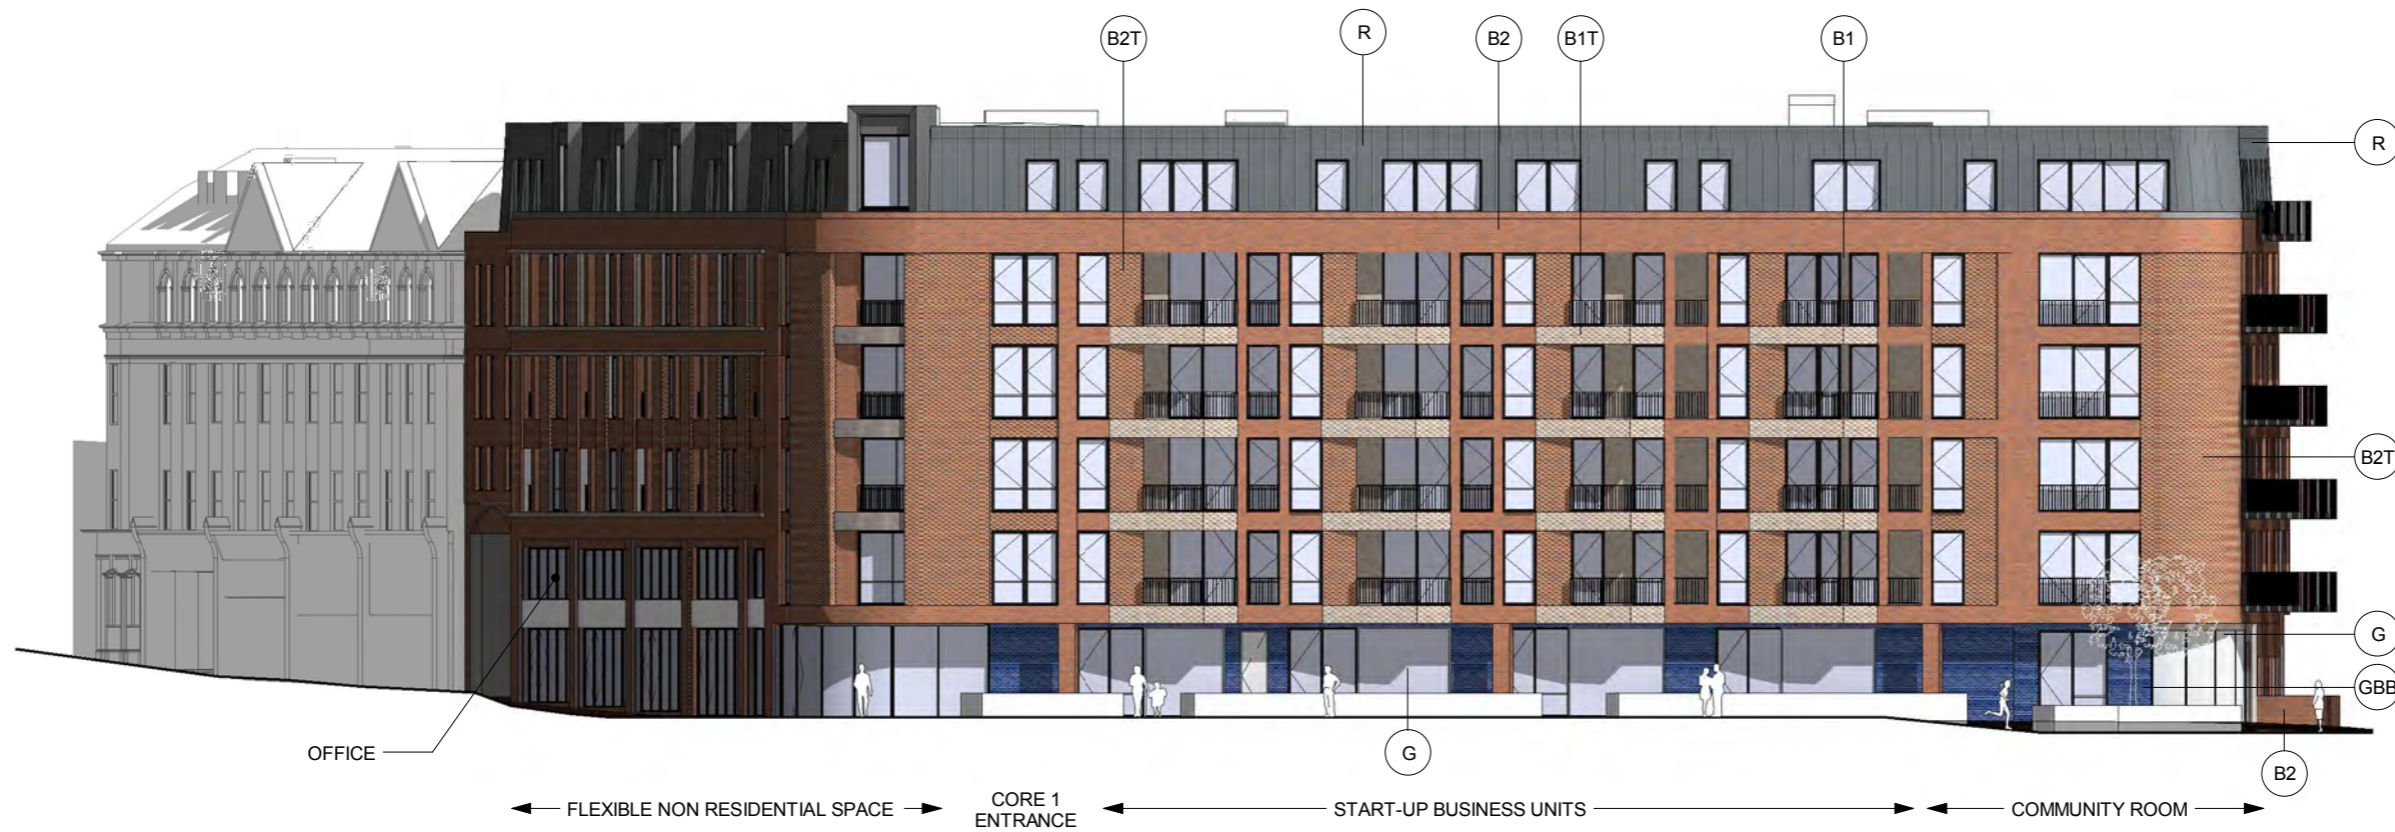 B2T
R
B2
B1T
B1
R
B2T
G
GBB
OFFICE
G
B2
FLEXIBLE NON RESIDENTIAL SPACE
CORE 1
ENTRANCE
START-UP BUSINESS UNITS
COMMUNITY ROOM